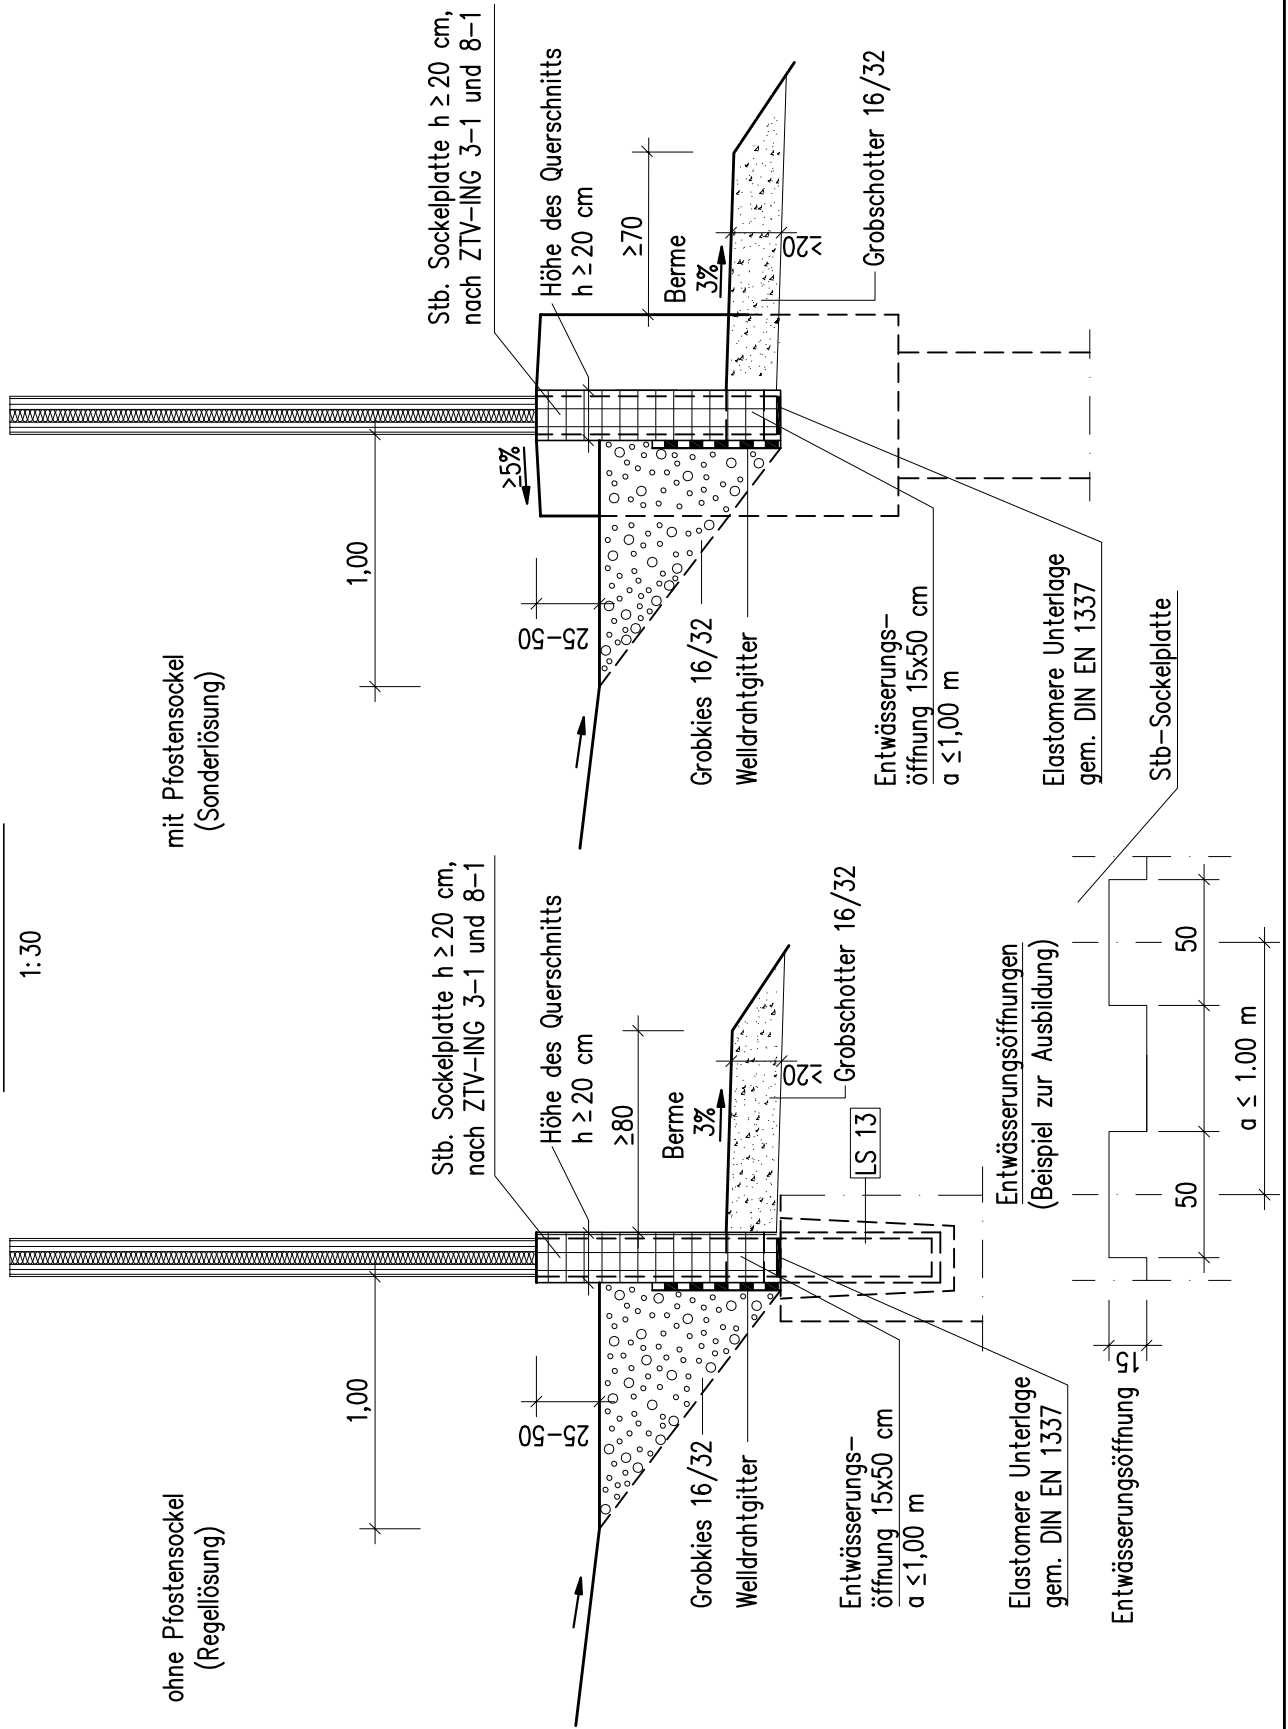 1:30
ohne Pfostensockel
(Regellösung)
1,00
25-50
Stb. Sockelplatte h ≥ 20 cm,
nach ZTV-ING 3-1 und 8-1
Höhe des Querschnitts
h ≥ 20 cm
≥80
Berme
3%
≥20
Grobschotter 16/32
LS 13
Grobkies 16/32
Welldrahtgitter
Entwässerungs-
öffnung 15x50 cm
a ≤ 1,00 m
Elastomere Unterlage
gem. DIN EN 1337
mit Pfostensockel
(Sonderlösung)
1,00
25-50
≥5%
Stb. Sockelplatte h ≥ 20 cm,
nach ZTV-ING 3-1 und 8-1
Höhe des Querschnitts
h ≥ 20 cm
≥70
Berme
3%
≥20
Grobschotter 16/32
Grobkies 16/32
Welldrahtgitter
Entwässerungs-
öffnung 15x50 cm
a ≤ 1,00 m
Elastomere Unterlage
gem. DIN EN 1337
Entwässerungsöffnungen
(Beispiel zur Ausbildung)
Stb-Sockelplatte
Entwässerungsöffnung 15
50
50
a ≤ 1.00 m